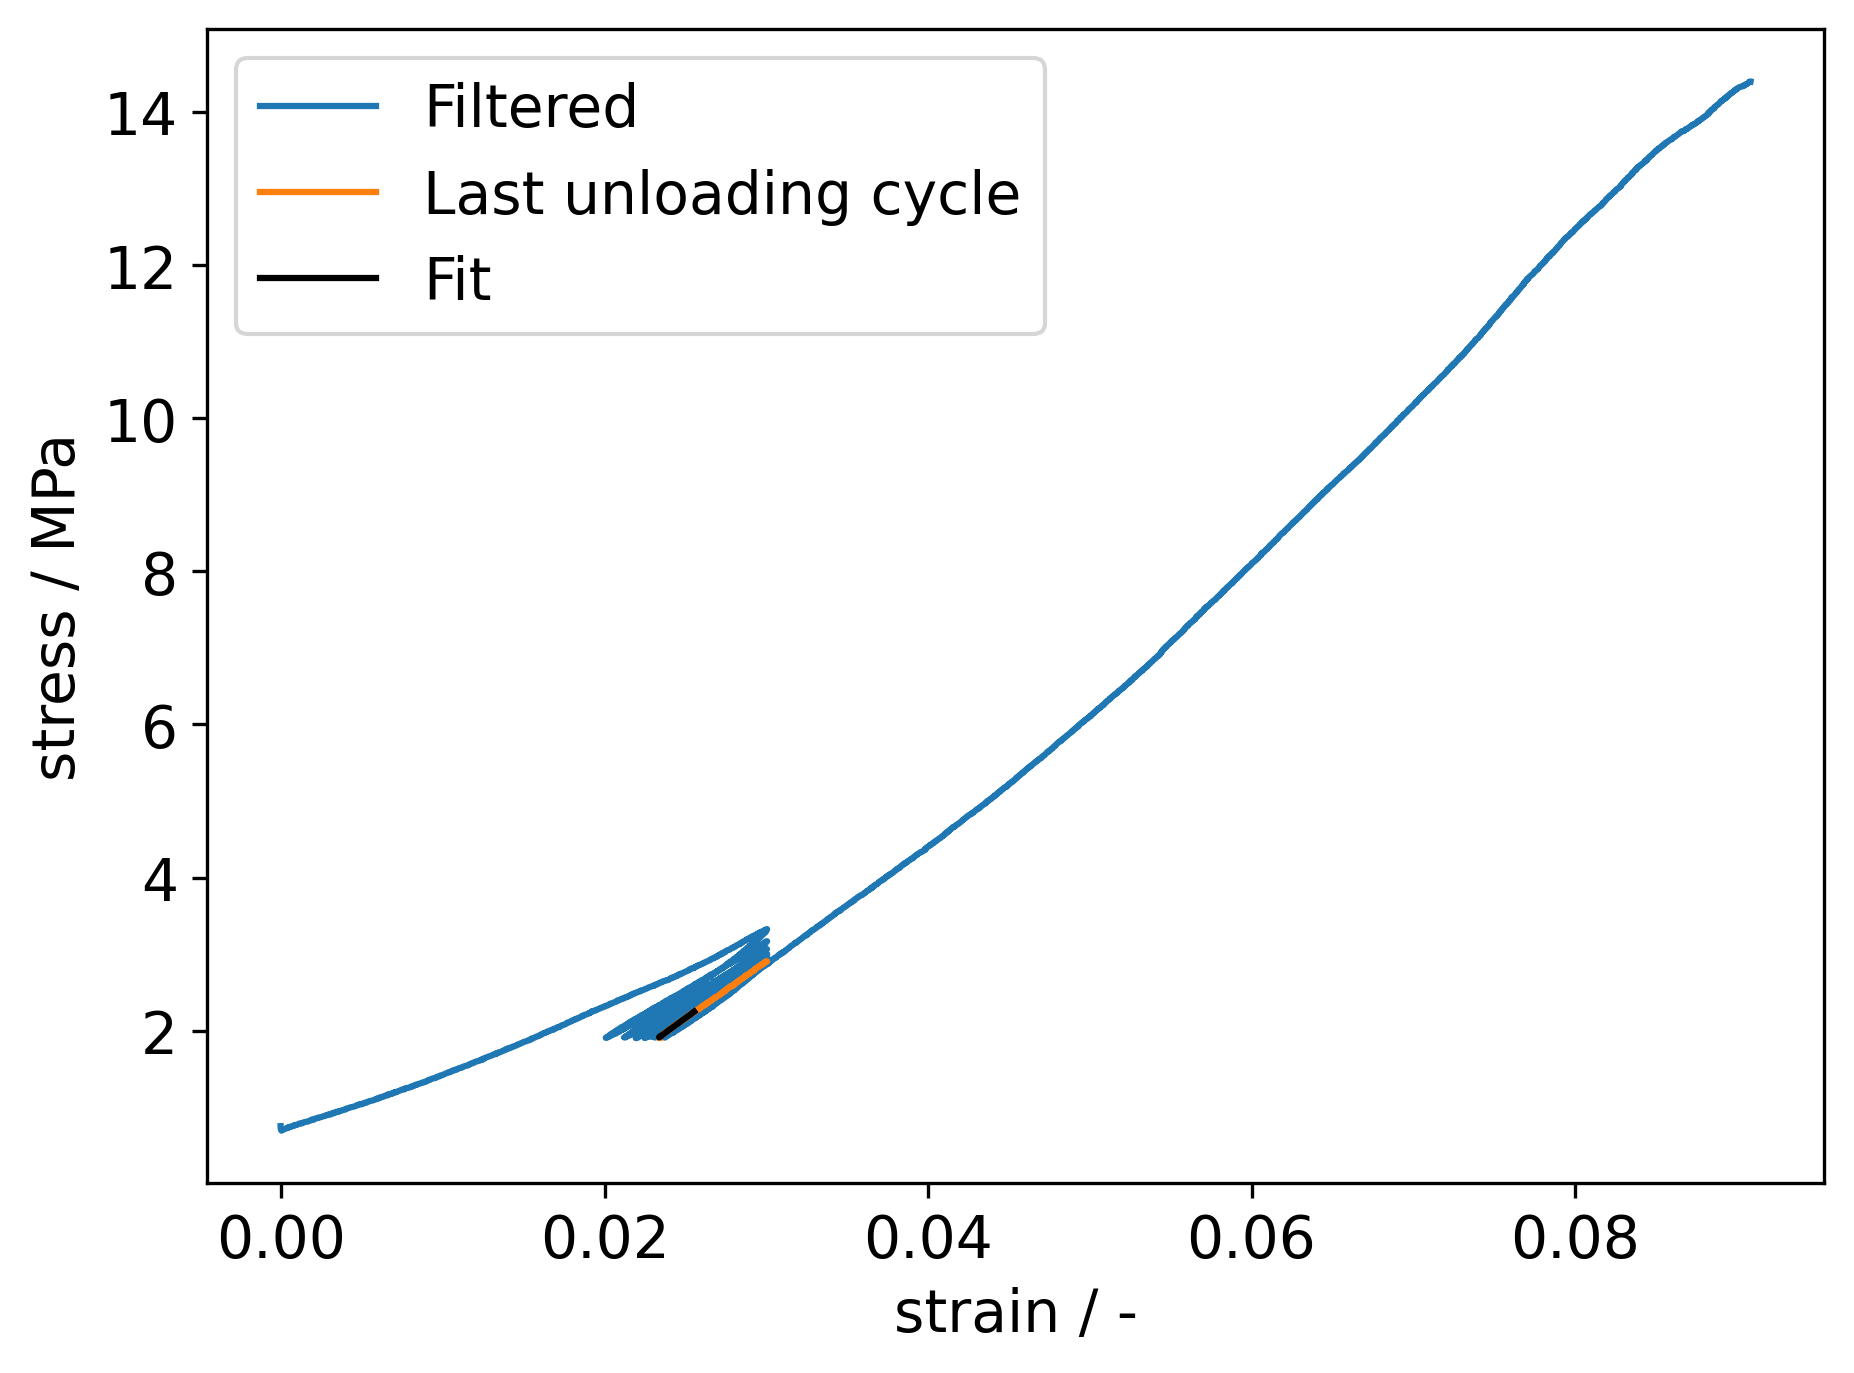 Filtered
Last unloading cycle
Fit
14
12
10
8
6
4
2
stress / MPa
0.00 0.02 0.04 0.06 0.08
strain / -